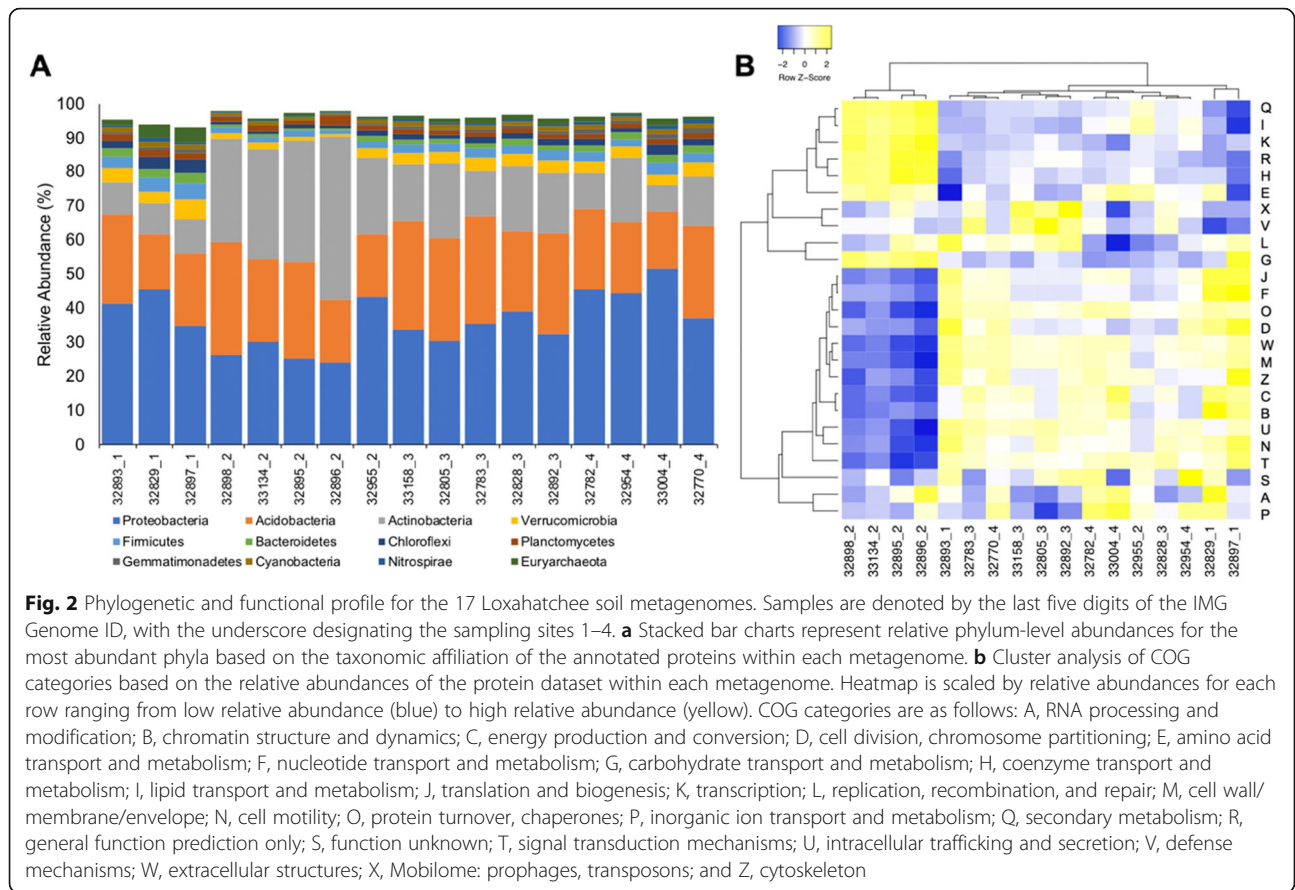 A
Relative Abundance (%)
100
90
80
70
60
50
40
30
20
10
0
32893_1
32829_1
32897_1
32898_2
33134_2
32895_2
32896_2
32955_2
33158_3
32805_3
32783_3
32828_3
32892_3
32782_4
32954_4
33004_4
32770_4
Proteobacteria Acidobacteria Actinobacteria Verrucomicrobia
Firmicutes Bacteroidetes Chloroflexi Planctomycetes
Gemmatimonadetes Cyanobacteria Nitrospirae Euryarchaeota
B
-2 0 2
Row Z-Score
Q
I
K
R
H
E
X
V
L
G
J
F
O
D
W
M
Z
C
B
U
N
T
S
A
P
32898_2
33134_2
32895_2
32896_2
32893_1
32783_3
32770_4
33158_3
32805_3
32892_3
32782_4
33004_4
32955_2
32828_3
32954_4
32829_1
32897_1
Fig. 2 Phylogenetic and functional profile for the 17 Loxahatchee soil metagenomes. Samples are denoted by the last five digits of the IMG
Genome ID, with the underscore designating the sampling sites 1–4. a Stacked bar charts represent relative phylum-level abundances for the
most abundant phyla based on the taxonomic affiliation of the annotated proteins within each metagenome. b Cluster analysis of COG
categories based on the relative abundances of the protein dataset within each metagenome. Heatmap is scaled by relative abundances for each
row ranging from low relative abundance (blue) to high relative abundance (yellow). COG categories are as follows: A, RNA processing and
modification; B, chromatin structure and dynamics; C, energy production and conversion; D, cell division, chromosome partitioning; E, amino acid
transport and metabolism; F, nucleotide transport and metabolism; G, carbohydrate transport and metabolism; H, coenzyme transport and
metabolism; I, lipid transport and metabolism; J, translation and biogenesis; K, transcription; L, replication, recombination, and repair; M, cell wall/
membrane/envelope; N, cell motility; O, protein turnover, chaperones; P, inorganic ion transport and metabolism; Q, secondary metabolism; R,
general function prediction only; S, function unknown; T, signal transduction mechanisms; U, intracellular trafficking and secretion; V, defense
mechanisms; W, extracellular structures; X, Mobilome: prophages, transposons; and Z, cytoskeleton